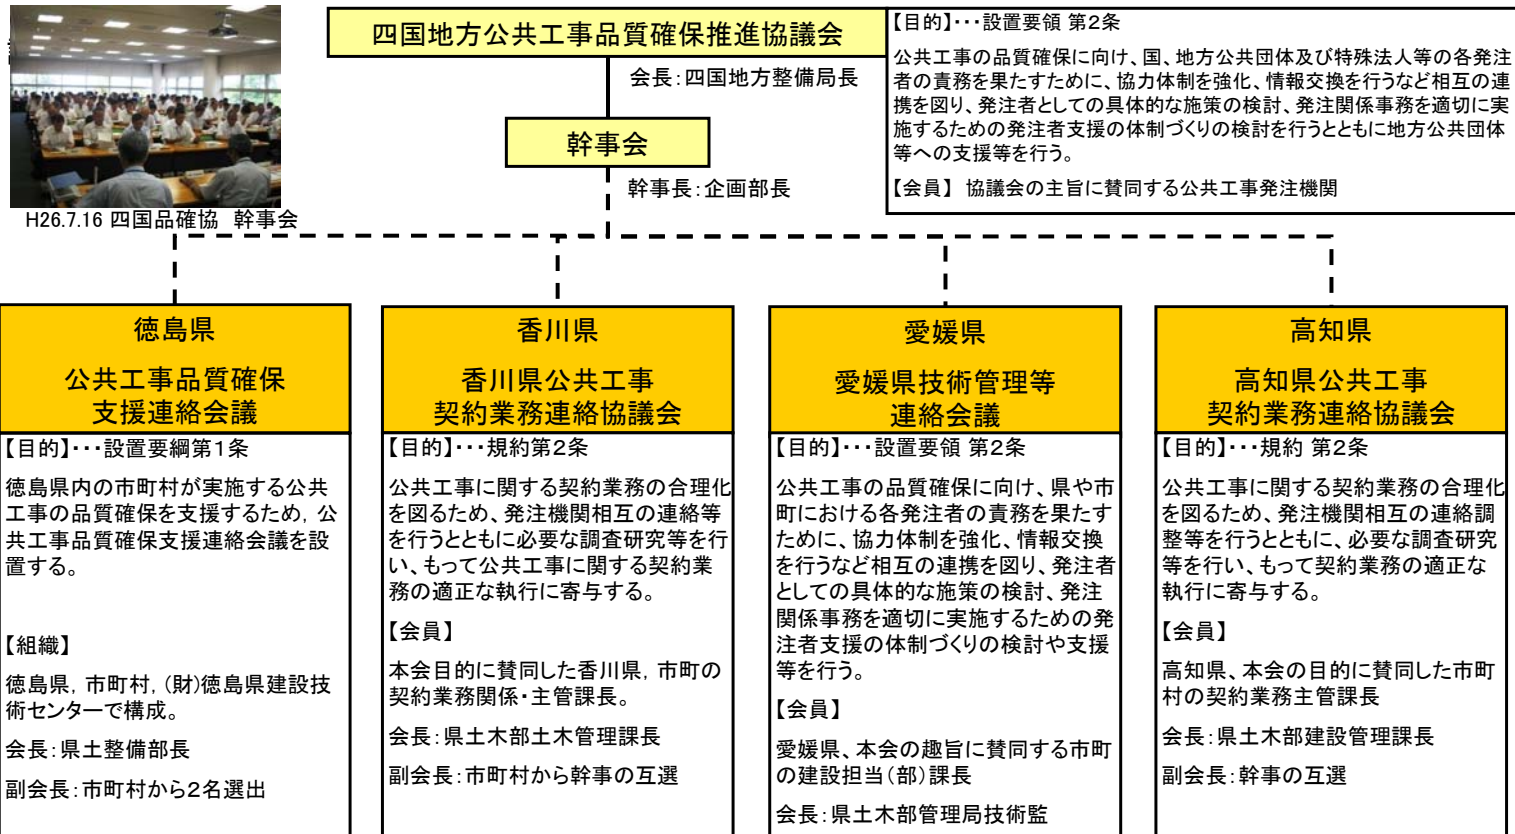 四国地方公共工事品質確保推進協議会
会長：四国地方整備局長
幹事会
幹事長：企画部長
【目的】・・・設置要領 第２条
公共工事の品質確保に向け、国、地方公共団体及び特殊法人等の各発注
者の責務を果たすために、協力体制を強化、情報交換を行うなど相互の連
携を図り、発注者としての具体的な施策の検討、発注関係事務を適切に実
施するための発注者支援の体制づくりの検討を行うとともに地方公共団体
等への支援等を行う。
【会員】 協議会の主旨に賛同する公共工事発注機関
H26.7.16 四国品確協 幹事会
徳島県
公共工事品質確保
支援連絡会議
【目的】・・・設置要綱第１条
徳島県内の市町村が実施する公共
工事の品質確保を支援するため，公
共工事品質確保支援連絡会議を設
置する。
【組織】
徳島県，市町村，（財）徳島県建設技
術センターで構成。
会長：県土整備部長
副会長：市町村から２名選出
香川県
香川県公共工事
契約業務連絡協議会
【目的】・・・規約第２条
公共工事に関する契約業務の合理化
を図るため、発注機関相互の連絡等
を行うとともに必要な調査研究等を行
い、もって公共工事に関する契約業
務の適正な執行に寄与する。
【会員】
本会目的に賛同した香川県，市町の
契約業務関係・主管課長。
会長：県土木部土木管理課長
副会長：市町村から幹事の互選
愛媛県
愛媛県技術管理等
連絡会議
【目的】・・・設置要領 第２条
公共工事の品質確保に向け、県や市
町における各発注者の責務を果たす
ために、協力体制を強化、情報交換
を行うなど相互の連携を図り、発注者
としての具体的な施策の検討、発注
関係事務を適切に実施するための発
注者支援の体制づくりの検討や支援
等を行う。
【会員】
愛媛県、本会の趣旨に賛同する市町
の建設担当（部）課長
会長：県土木部管理局技術監
高知県
高知県公共工事
契約業務連絡協議会
【目的】・・・規約 第２条
公共工事に関する契約業務の合理化
を図るため、発注機関相互の連絡調
整等を行うとともに、必要な調査研究
等を行い、もって契約業務の適正な
執行に寄与する。
【会員】
高知県、本会の目的に賛同した市町
村の契約業務主管課長
会長：県土木部建設管理課長
副会長：幹事の互選